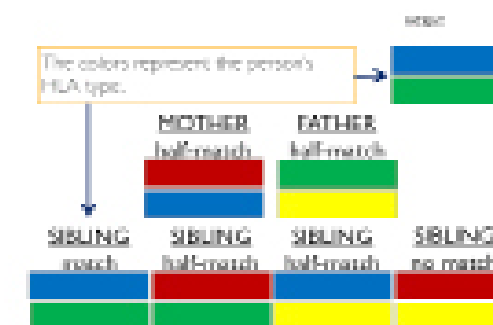 The colors represent the person's
HLA type.
MOTHER FATHER
half-match half-match
SIBLING SIBLING SIBLING SIBLING
match half-match half-match no match